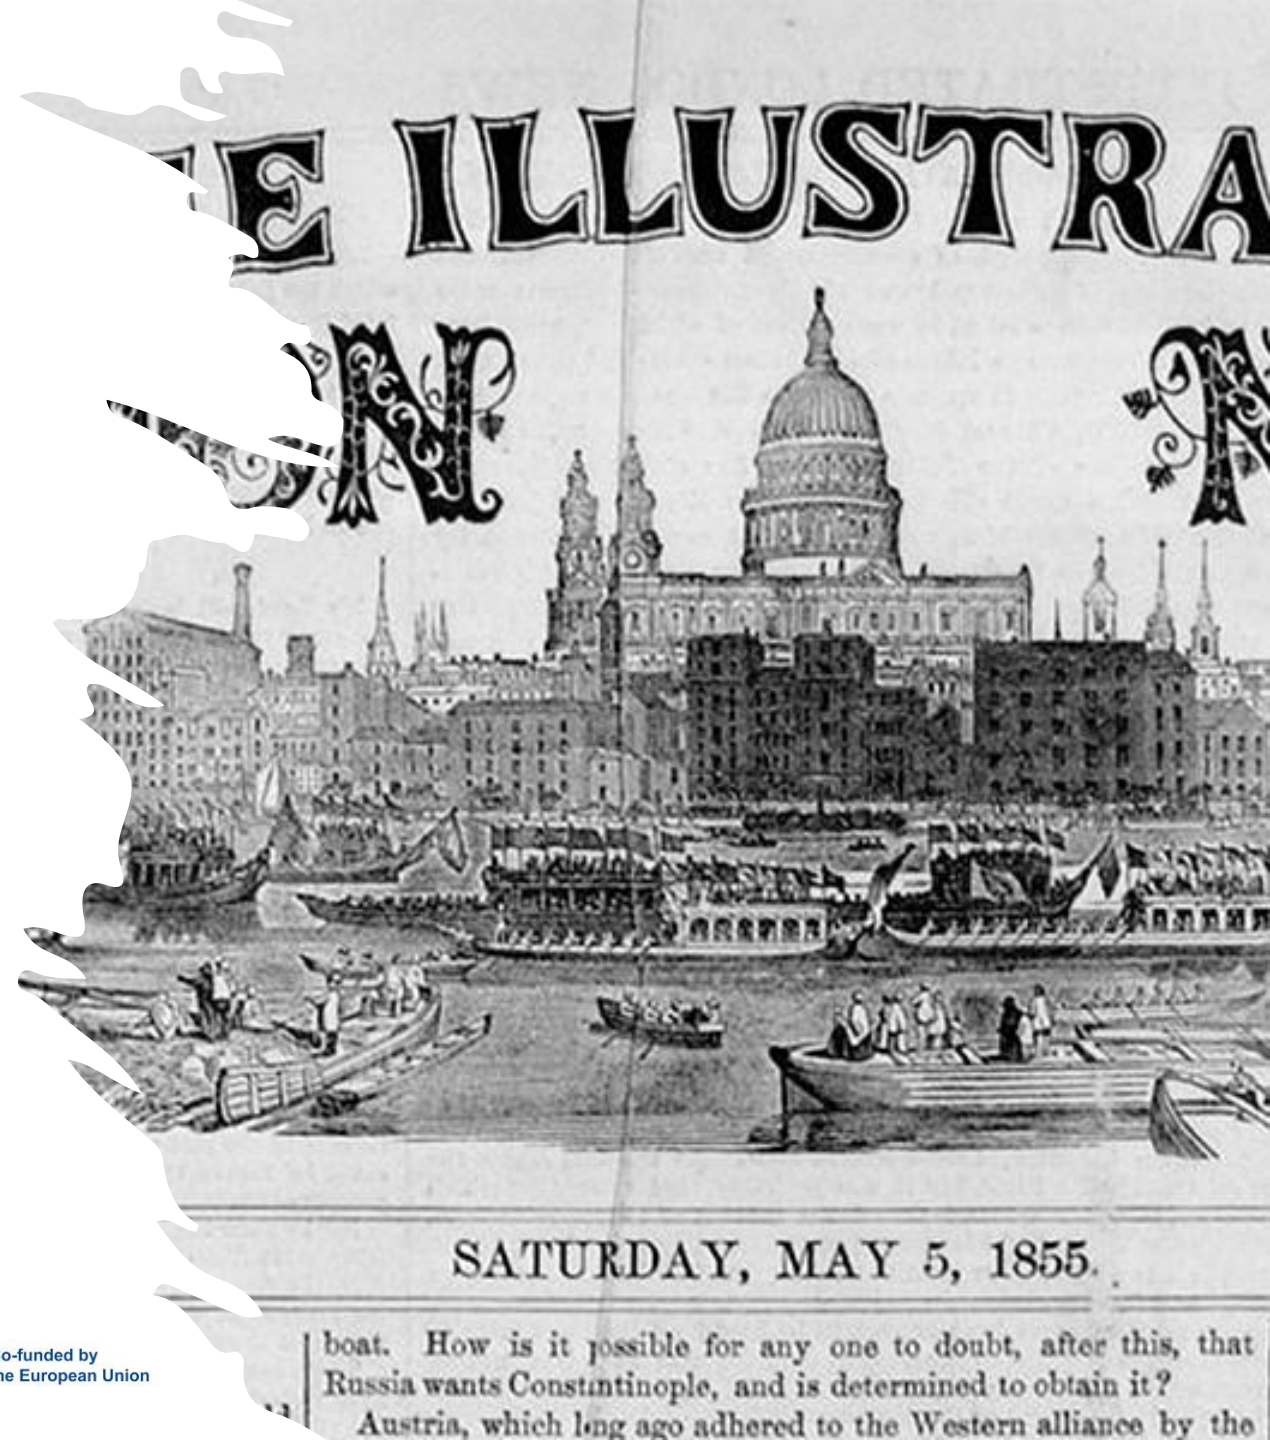 E ILLUSTRA
ON N
SATURDAY, MAY 5, 1855.
boat. How is it possible for any one to doubt, after this, that
Russia wants Constantinople, and is determined to obtain it?
Austria, which long ago adhered to the Western alliance by the
o-funded by
he European Union